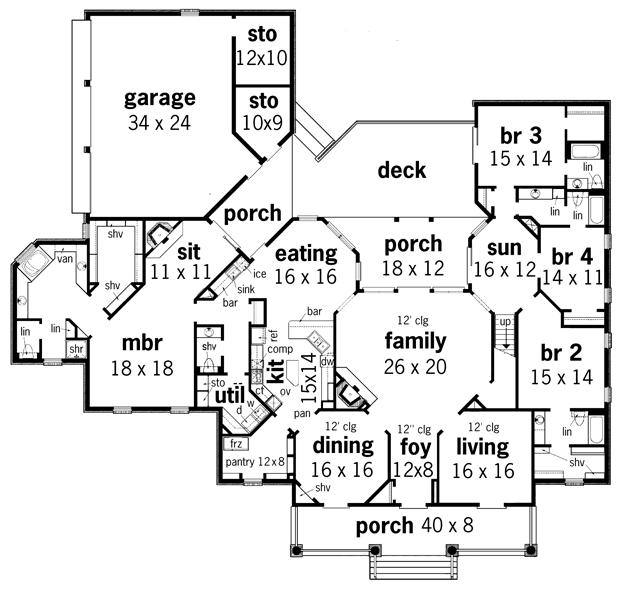 garage
34 x 24
sto
12x10
sto
10x9
deck
br 3
15 x 14
lin
lin
lin
porch
shv
sit
11 x 11
eating
16 x 16
porch
18 x 12
sun
16 x 12
br 4
14 x 11
van
shv
ice
sink
bar
lin
lin
shr
mbr
18 x 18
shv
ref
comp
bar
dw
kit
15x14
12' clg
family
26 x 20
up
br 2
15 x 14
sto
util
d
w
ct
ov
pan
frz
pantry 12x8
12' clg
dining
16 x 16
shv
12" clg
foy
12x8
12' clg
living
16 x 16
lin
shv
porch 40 x 8